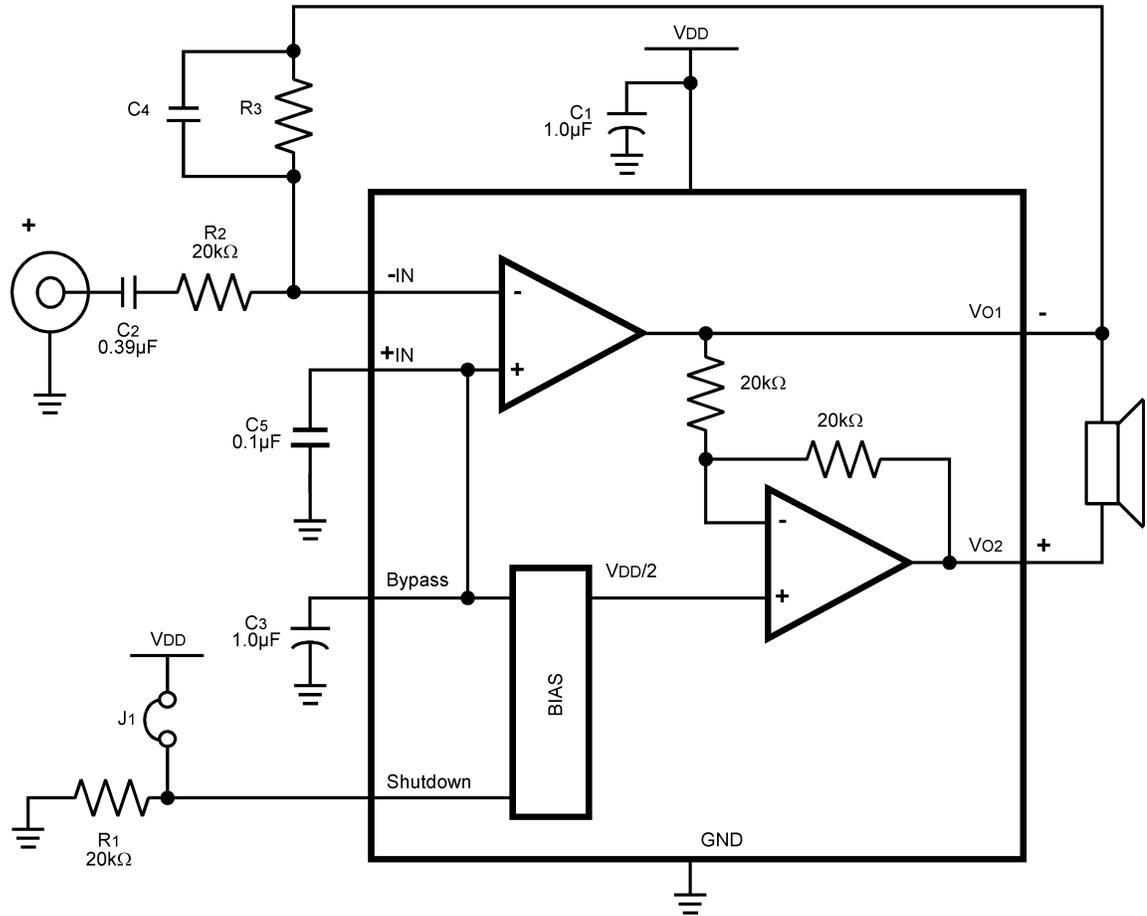 VDD
C4
R3
C1
1.0µF
+
R2
20kΩ
-IN
-
VO1
-
C2
0.39µF
+IN
+
20kΩ
C5
0.1µF
20kΩ
-
VO2
+
Bypass
VDD/2
+
C3
1.0µF
VDD
BIAS
J1
Shutdown
R1
20kΩ
GND